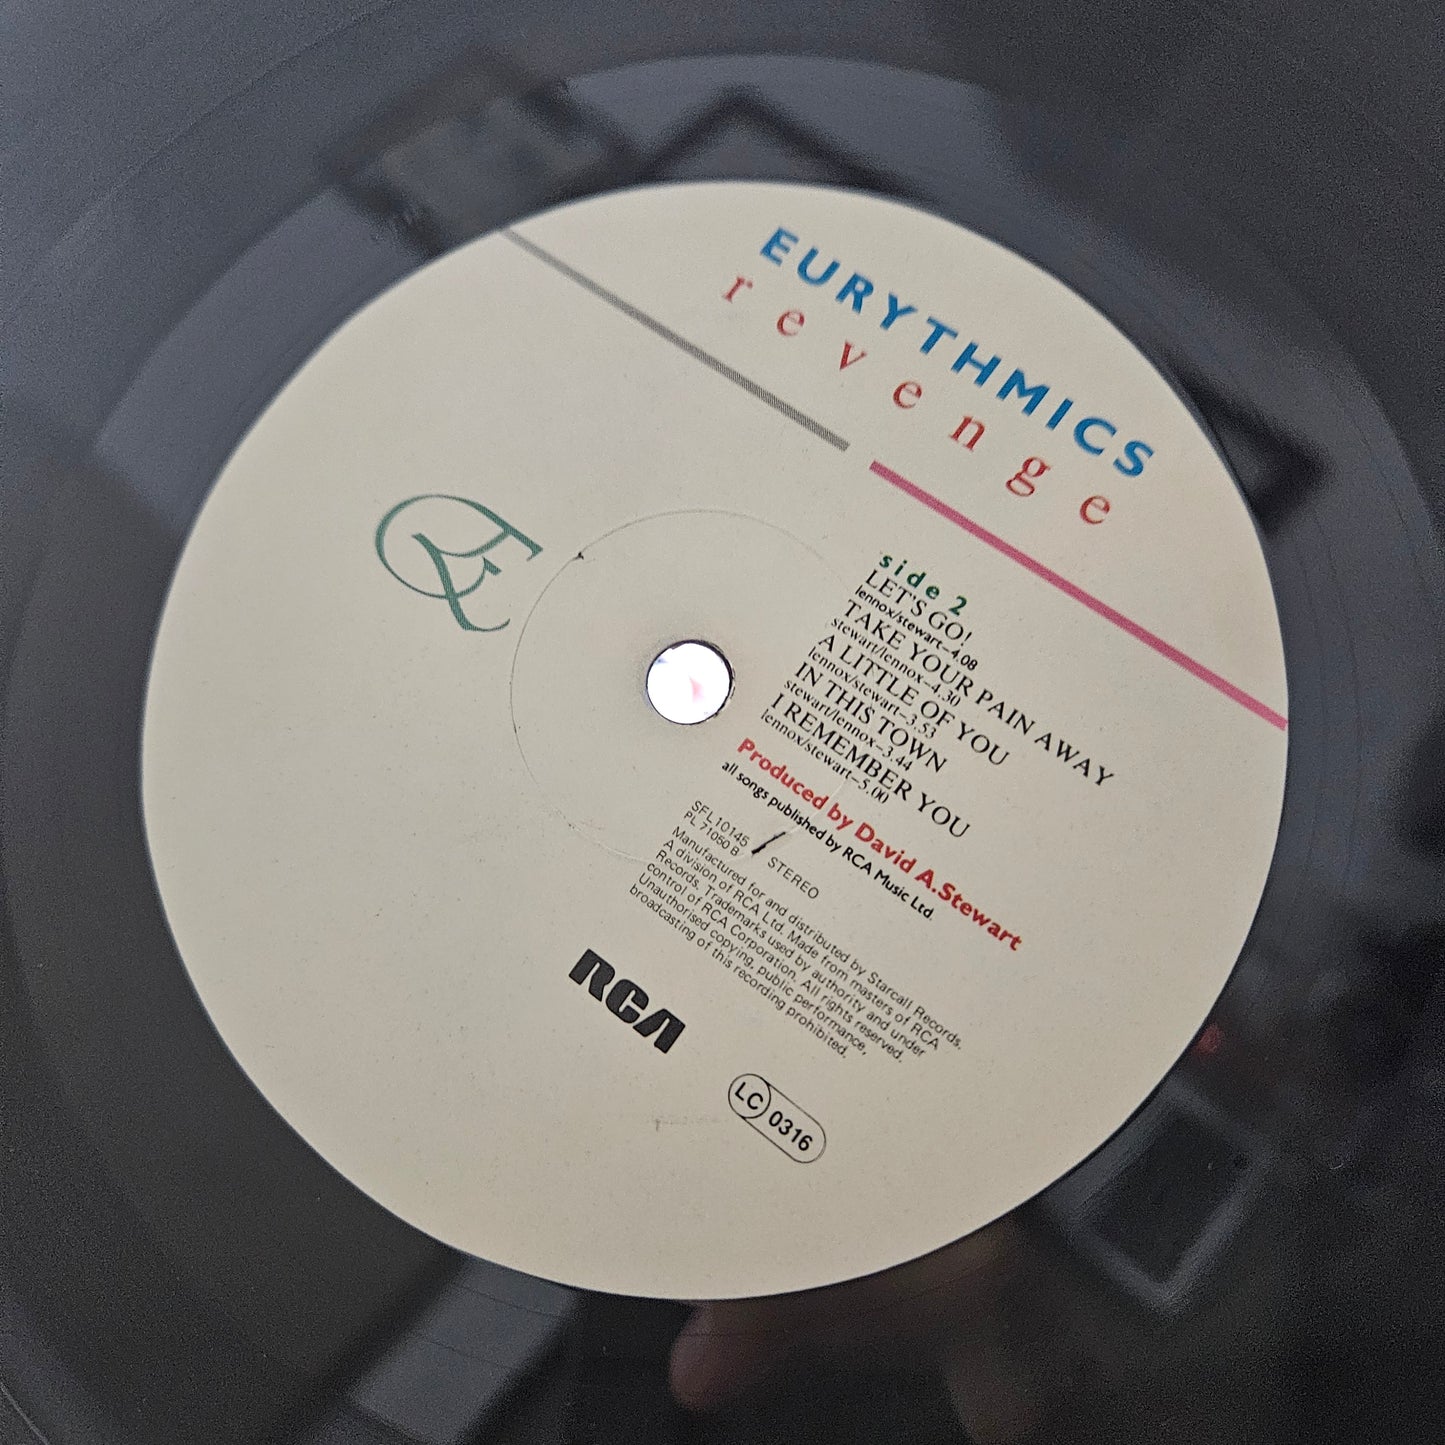 EURYTHMICS
revenge
side 2
LET'S GO!
lennox/stewart–4.08
TAKE YOUR PAIN AWAY
stewart/lennox–4.30
A LITTLE OF YOU
lennox/stewart–3.53
IN THIS TOWN
stewart/lennox–3.44
I REMEMBER YOU
lennox/stewart–5.00
Produced by David A.Stewart
all songs published by RCA Music Ltd.
SFL10145
PL 71050 B
STEREO
Manufactured for and distributed by Starcall Records.
A division of RCA Ltd. Made from masters of RCA
Records. Trademarks used by authority and under
control of RCA Corporation. All rights reserved.
Unauthorised copying, public performance,
broadcasting of this recording prohibited.
RCA
LC 0316